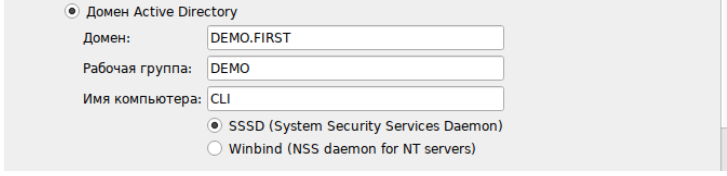 Домен Active Directory
Домен: DEMO.FIRST
Рабочая группа: DEMO
Имя компьютера: CLI
SSSD (System Security Services Daemon)
Winbind (NSS daemon for NT servers)